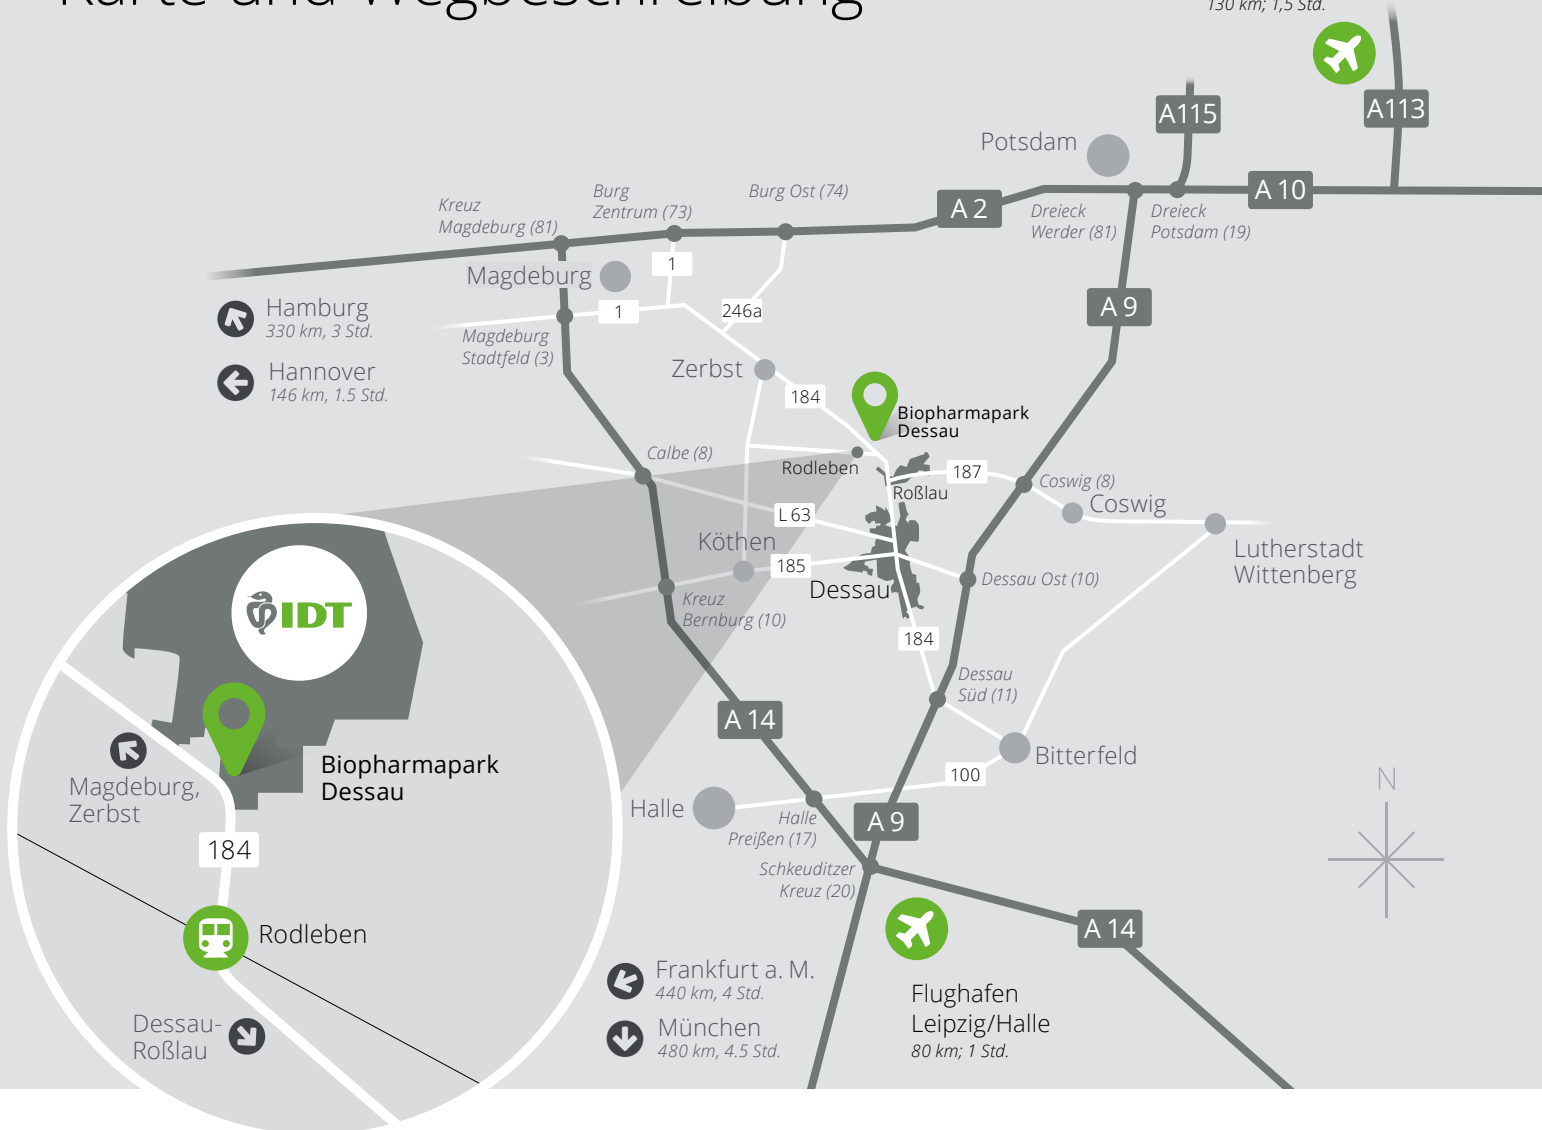 Karte und Wegbeschreibung
130 km; 1,5 Std.
A115
A113
Potsdam
A 10
Burg
Zentrum (73)
Burg Ost (74)
A 2
Kreuz
Magdeburg (81)
Dreieck
Werder (81)
Dreieck
Potsdam (19)
Magdeburg
1
Hamburg
330 km, 3 Std.
1
246a
A 9
Magdeburg
Stadtfeld (3)
Hannover
146 km, 1.5 Std.
Zerbst
184
Biopharmapark
Dessau
Calbe (8)
Rodleben
187
Coswig (8)
Roßlau
Coswig
L 63
Köthen
185
Lutherstadt
Wittenberg
Dessau
Dessau Ost (10)
Kreuz
Bernburg (10)
184
IDT
Dessau
Süd (11)
A 14
Bitterfeld
100
Biopharmapark
Dessau
Magdeburg,
Zerbst
Halle
Halle
Preißen (17)
A 9
N
184
Schkeuditzer
Kreuz (20)
Rodleben
A 14
Frankfurt a. M.
440 km, 4 Std.
Flughafen
Leipzig/Halle
80 km; 1 Std.
München
480 km, 4.5 Std.
Dessau-
Roßlau